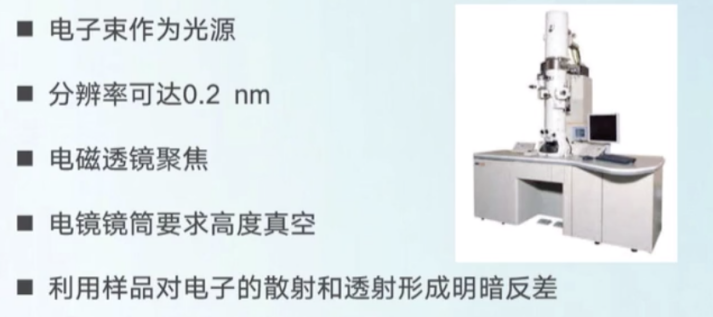 ■ 电子束作为光源
■ 分辨率可达0.2 nm
■ 电磁透镜聚焦
■ 电镜镜筒要求高度真空
■ 利用样品对电子的散射和透射形成明暗反差